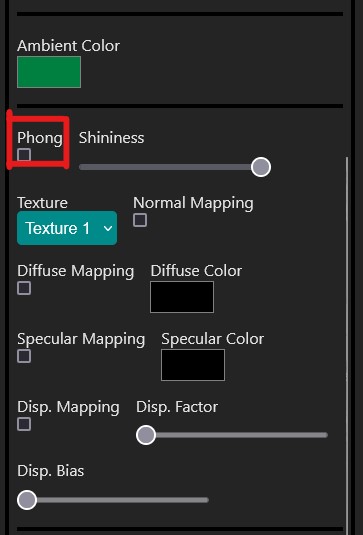 Ambient Color
Phong Shininess
Texture Normal Mapping
Texture 1
Diffuse Mapping Diffuse Color
Specular Mapping Specular Color
Disp. Mapping Disp. Factor
Disp. Bias